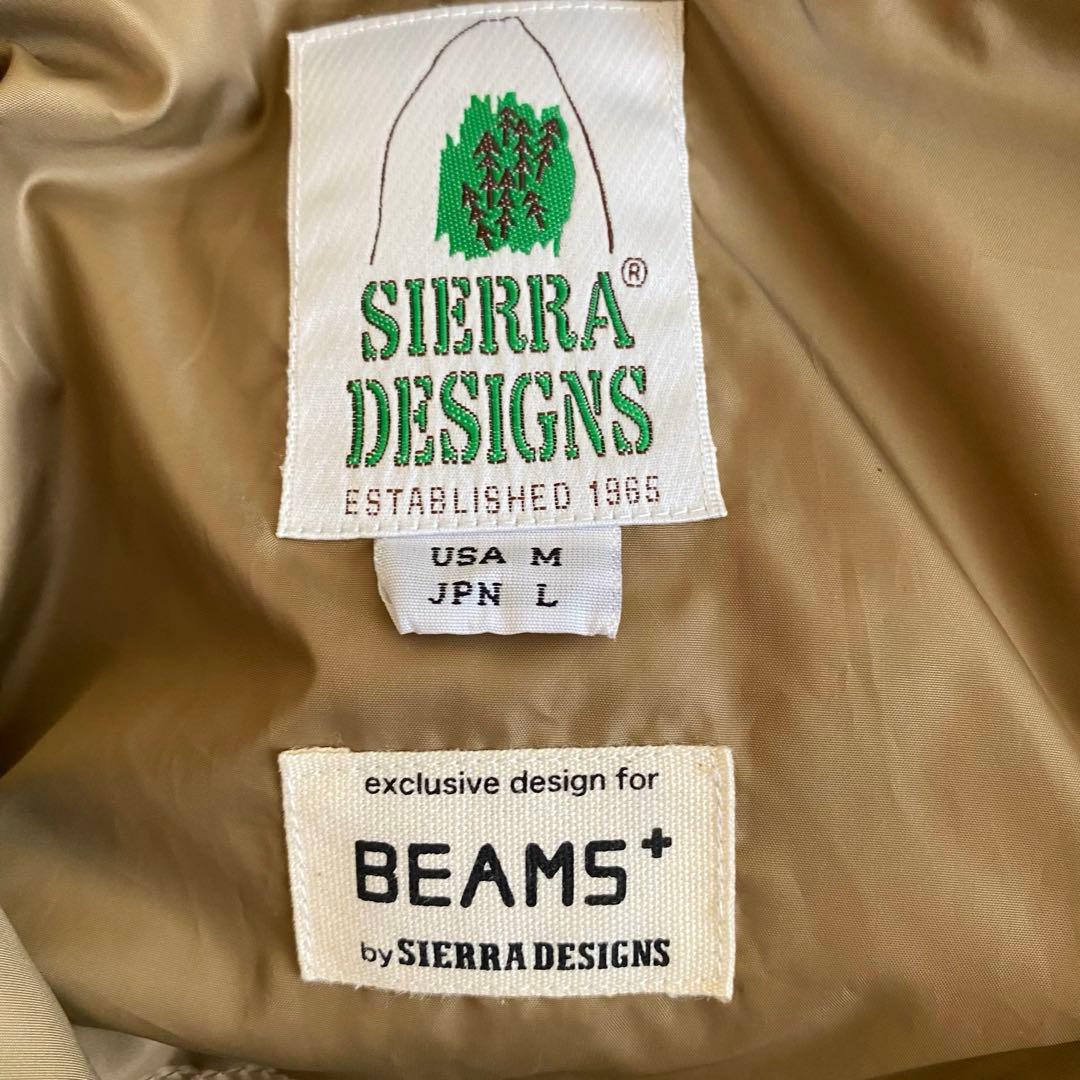 SIERRA®
DESIGNS
ESTABLISHED 1965
USA M
JPN L
exclusive design for
BEAMS+
by SIERRA DESIGNS